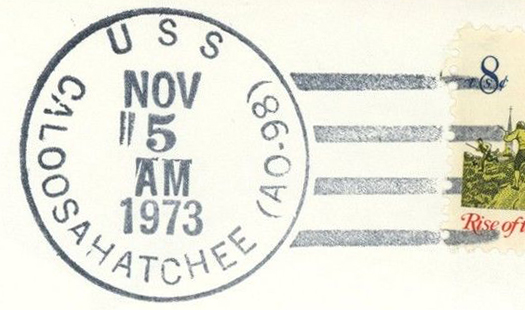 USS
CALOOSAHATCHEE (AO-98)
NOV
5
AM
1973
8¢
U.S.
Rise of